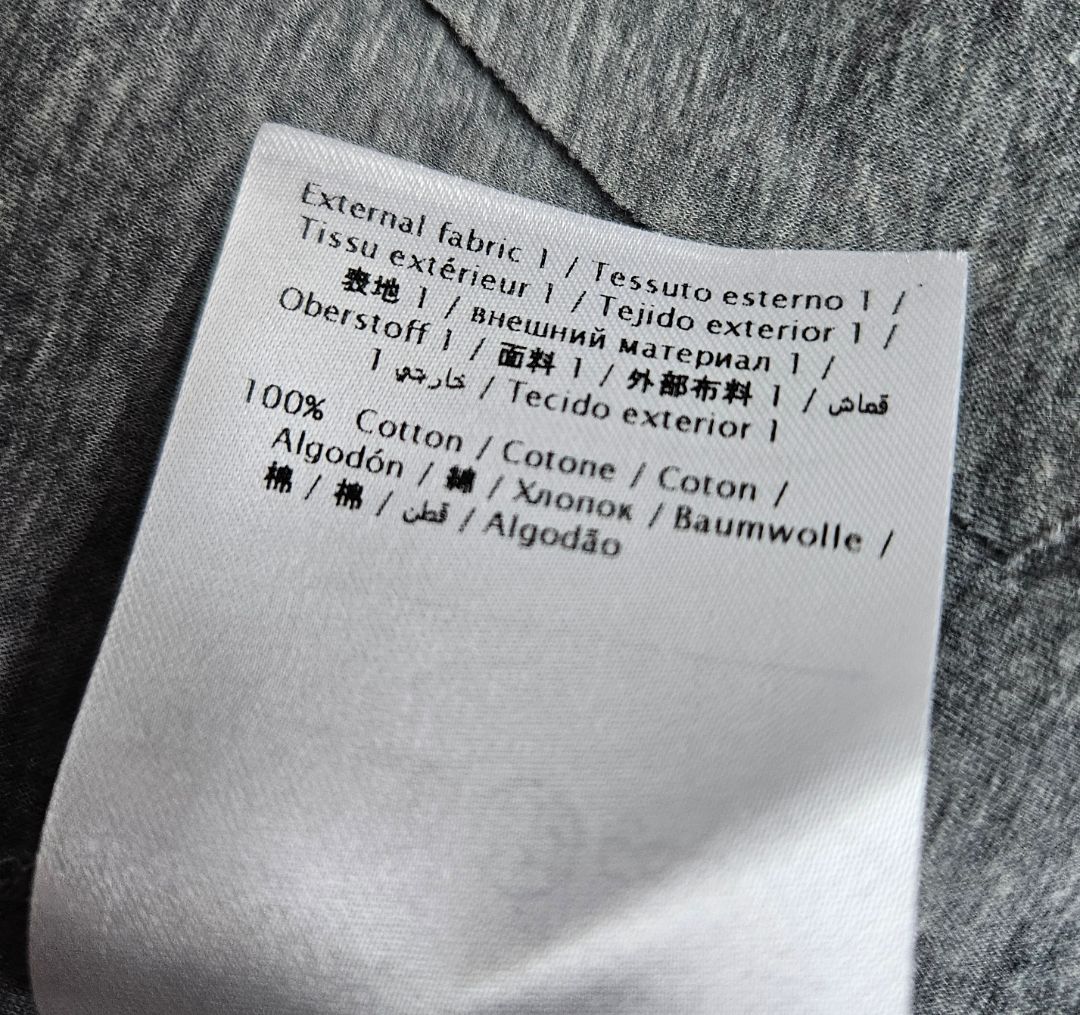 External fabric 1 / Tessuto esterno 1 /
Tissu extérieur 1 / Tejido exterior 1 /
表地 1 / внешний материал 1 /
Oberstoff 1 / 面料 1 / 外部布料 1 / قماش
خارجي 1 / Tecido exterior 1
100% Cotton / Cotone / Coton /
Algodón / 綿 / Хлопок / Baumwolle /
棉 / 棉 / قطن / Algodão